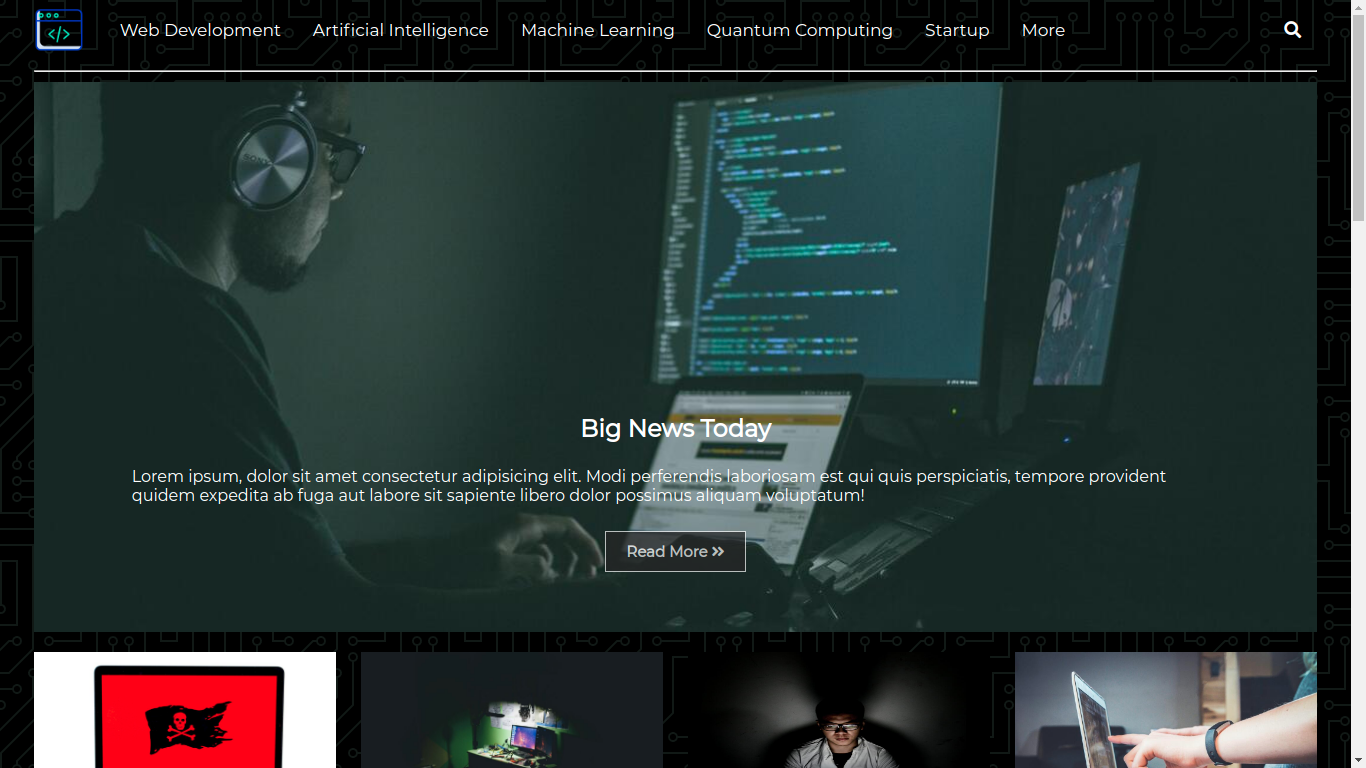 </>
Web Development Artificial Intelligence Machine Learning Quantum Computing Startup More
SONY
Big News Today
Lorem ipsum, dolor sit amet consectetur adipisicing elit. Modi perferendis laboriosam est qui quis perspiciatis, tempore provident
quidem expedita ab fuga aut labore sit sapiente libero dolor possimus aliquam voluptatum!
Read More »